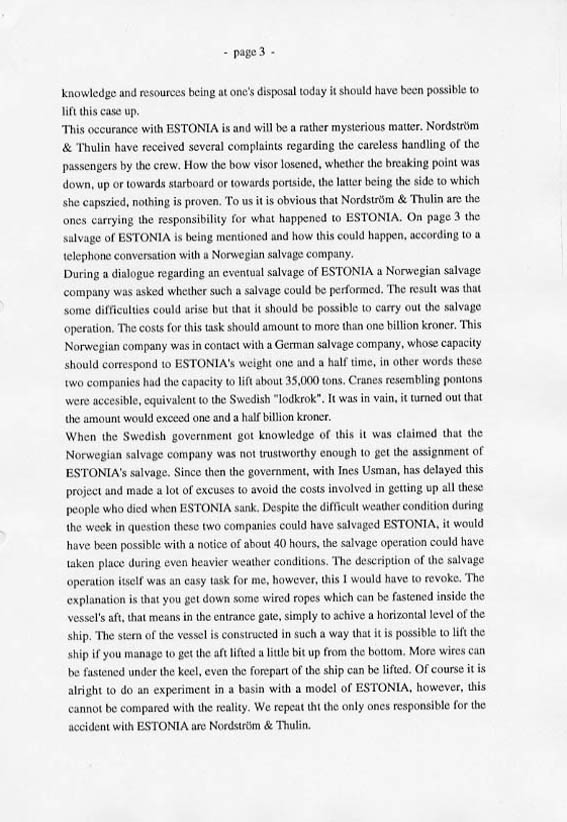 - page 3 -
knowledge and resources being at one's disposal today it should have been possible to
lift this case up.
This occurance with ESTONIA is and will be a rather mysterious matter. Nordström
& Thulin have received several complaints regarding the careless handling of the
passengers by the crew. How the bow visor losened, whether the breaking point was
down, up or towards starboard or towards portside, the latter being the side to which
she capszied, nothing is proven. To us it is obvious that Nordström & Thulin are the
ones carrying the responsibility for what happened to ESTONIA. On page 3 the
salvage of ESTONIA is being mentioned and how this could happen, according to a
telephone conversation with a Norwegian salvage company.
During a dialogue regarding an eventual salvage of ESTONIA a Norwegian salvage
company was asked whether such a salvage could be performed. The result was that
some difficulties could arise but that it should be possible to carry out the salvage
operation. The costs for this task should amount to more than one billion kroner. This
Norwegian company was in contact with a German salvage company, whose capacity
should correspond to ESTONIA's weight one and a half time, in other words these
two companies had the capacity to lift about 35,000 tons. Cranes resembling pontons
were accesible, equivalent to the Swedish "lodkrok". It was in vain, it turned out that
the amount would exceed one and a half billion kroner.
When the Swedish government got knowledge of this it was claimed that the
Norwegian salvage company was not trustworthy enough to get the assignment of
ESTONIA's salvage. Since then the government, with Ines Usman, has delayed this
project and made a lot of excuses to avoid the costs involved in getting up all these
people who died when ESTONIA sank. Despite the difficult weather condition during
the week in question these two companies could have salvaged ESTONIA, it would
have been possible with a notice of about 40 hours, the salvage operation could have
taken place during even heavier weather conditions. The description of the salvage
operation itself was an easy task for me, however, this I would have to revoke. The
explanation is that you get down some wired ropes which can be fastened inside the
vessel's aft, that means in the entrance gate, simply to achive a horizontal level of the
ship. The stern of the vessel is constructed in such a way that it is possible to lift the
ship if you manage to get the aft lifted a little bit up from the bottom. More wires can
be fastened under the keel, even the forepart of the ship can be lifted. Of course it is
alright to do an experiment in a basin with a model of ESTONIA, however, this
cannot be compared with the reality. We repeat tht the only ones responsible for the
accident with ESTONIA are Nordström & Thulin.